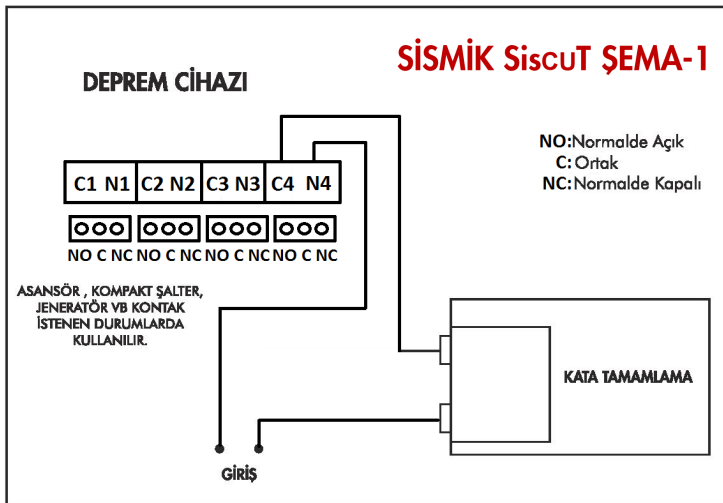 SİSMİK SiscuT ŞEMA-1
DEPREM CİHAZI
NO:Normalde Açık
C: Ortak
NC:Normalde Kapalı
C1 N1 C2 N2 C3 N3 C4 N4
NO C NC NO C NC NO C NC NO C NC
ASANSÖR , KOMPAKT ŞALTER,
JENERATÖR VB KONTAK
İSTENEN DURUMLARDA
KULLANILIR.
KATA TAMAMLAMA
GİRİŞ